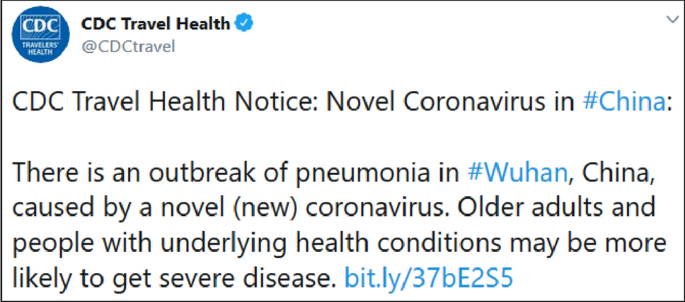 CDC
TRAVELERS'
HEALTH
CDC Travel Health
@CDCtravel
CDC Travel Health Notice: Novel Coronavirus in #China:
There is an outbreak of pneumonia in #Wuhan, China,
caused by a novel (new) coronavirus. Older adults and
people with underlying health conditions may be more
likely to get severe disease. bit.ly/37bE2S5